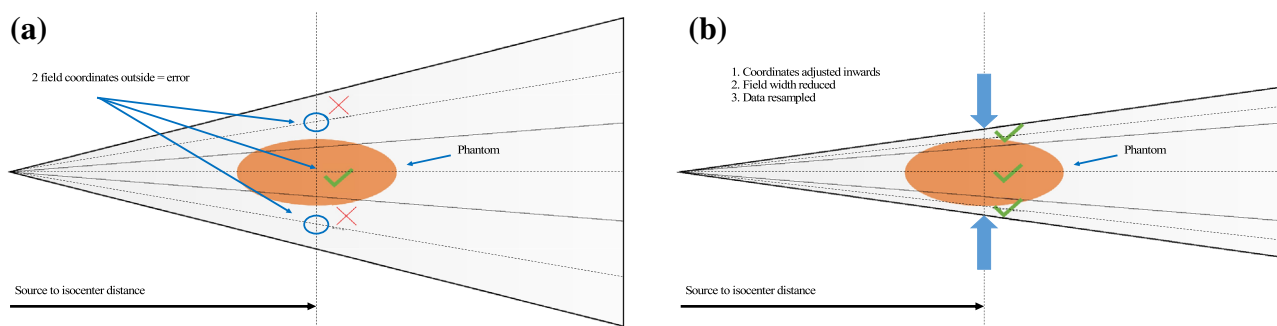 (a)
2 field coordinates outside = error
Phantom
Source to isocenter distance
(b)
1. Coordinates adjusted inwards
2. Field width reduced
3. Data resampled
Phantom
Source to isocenter distance